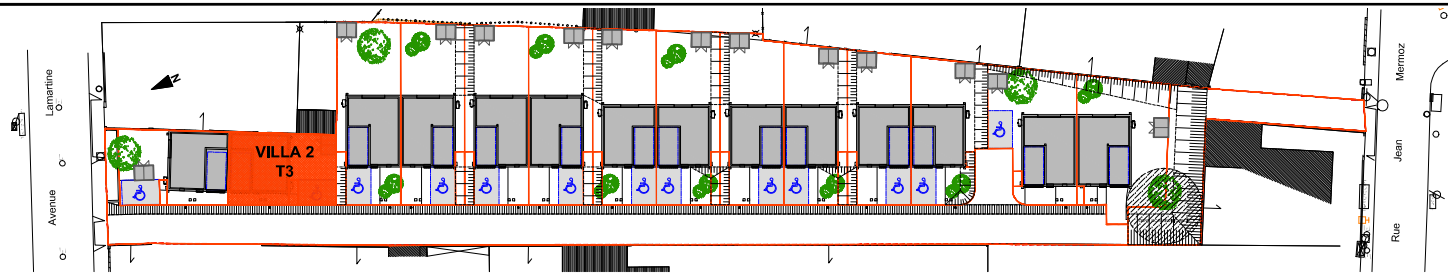 Avenue Lamartine
N
VILLA 2
T3
Rue Jean Mermoz